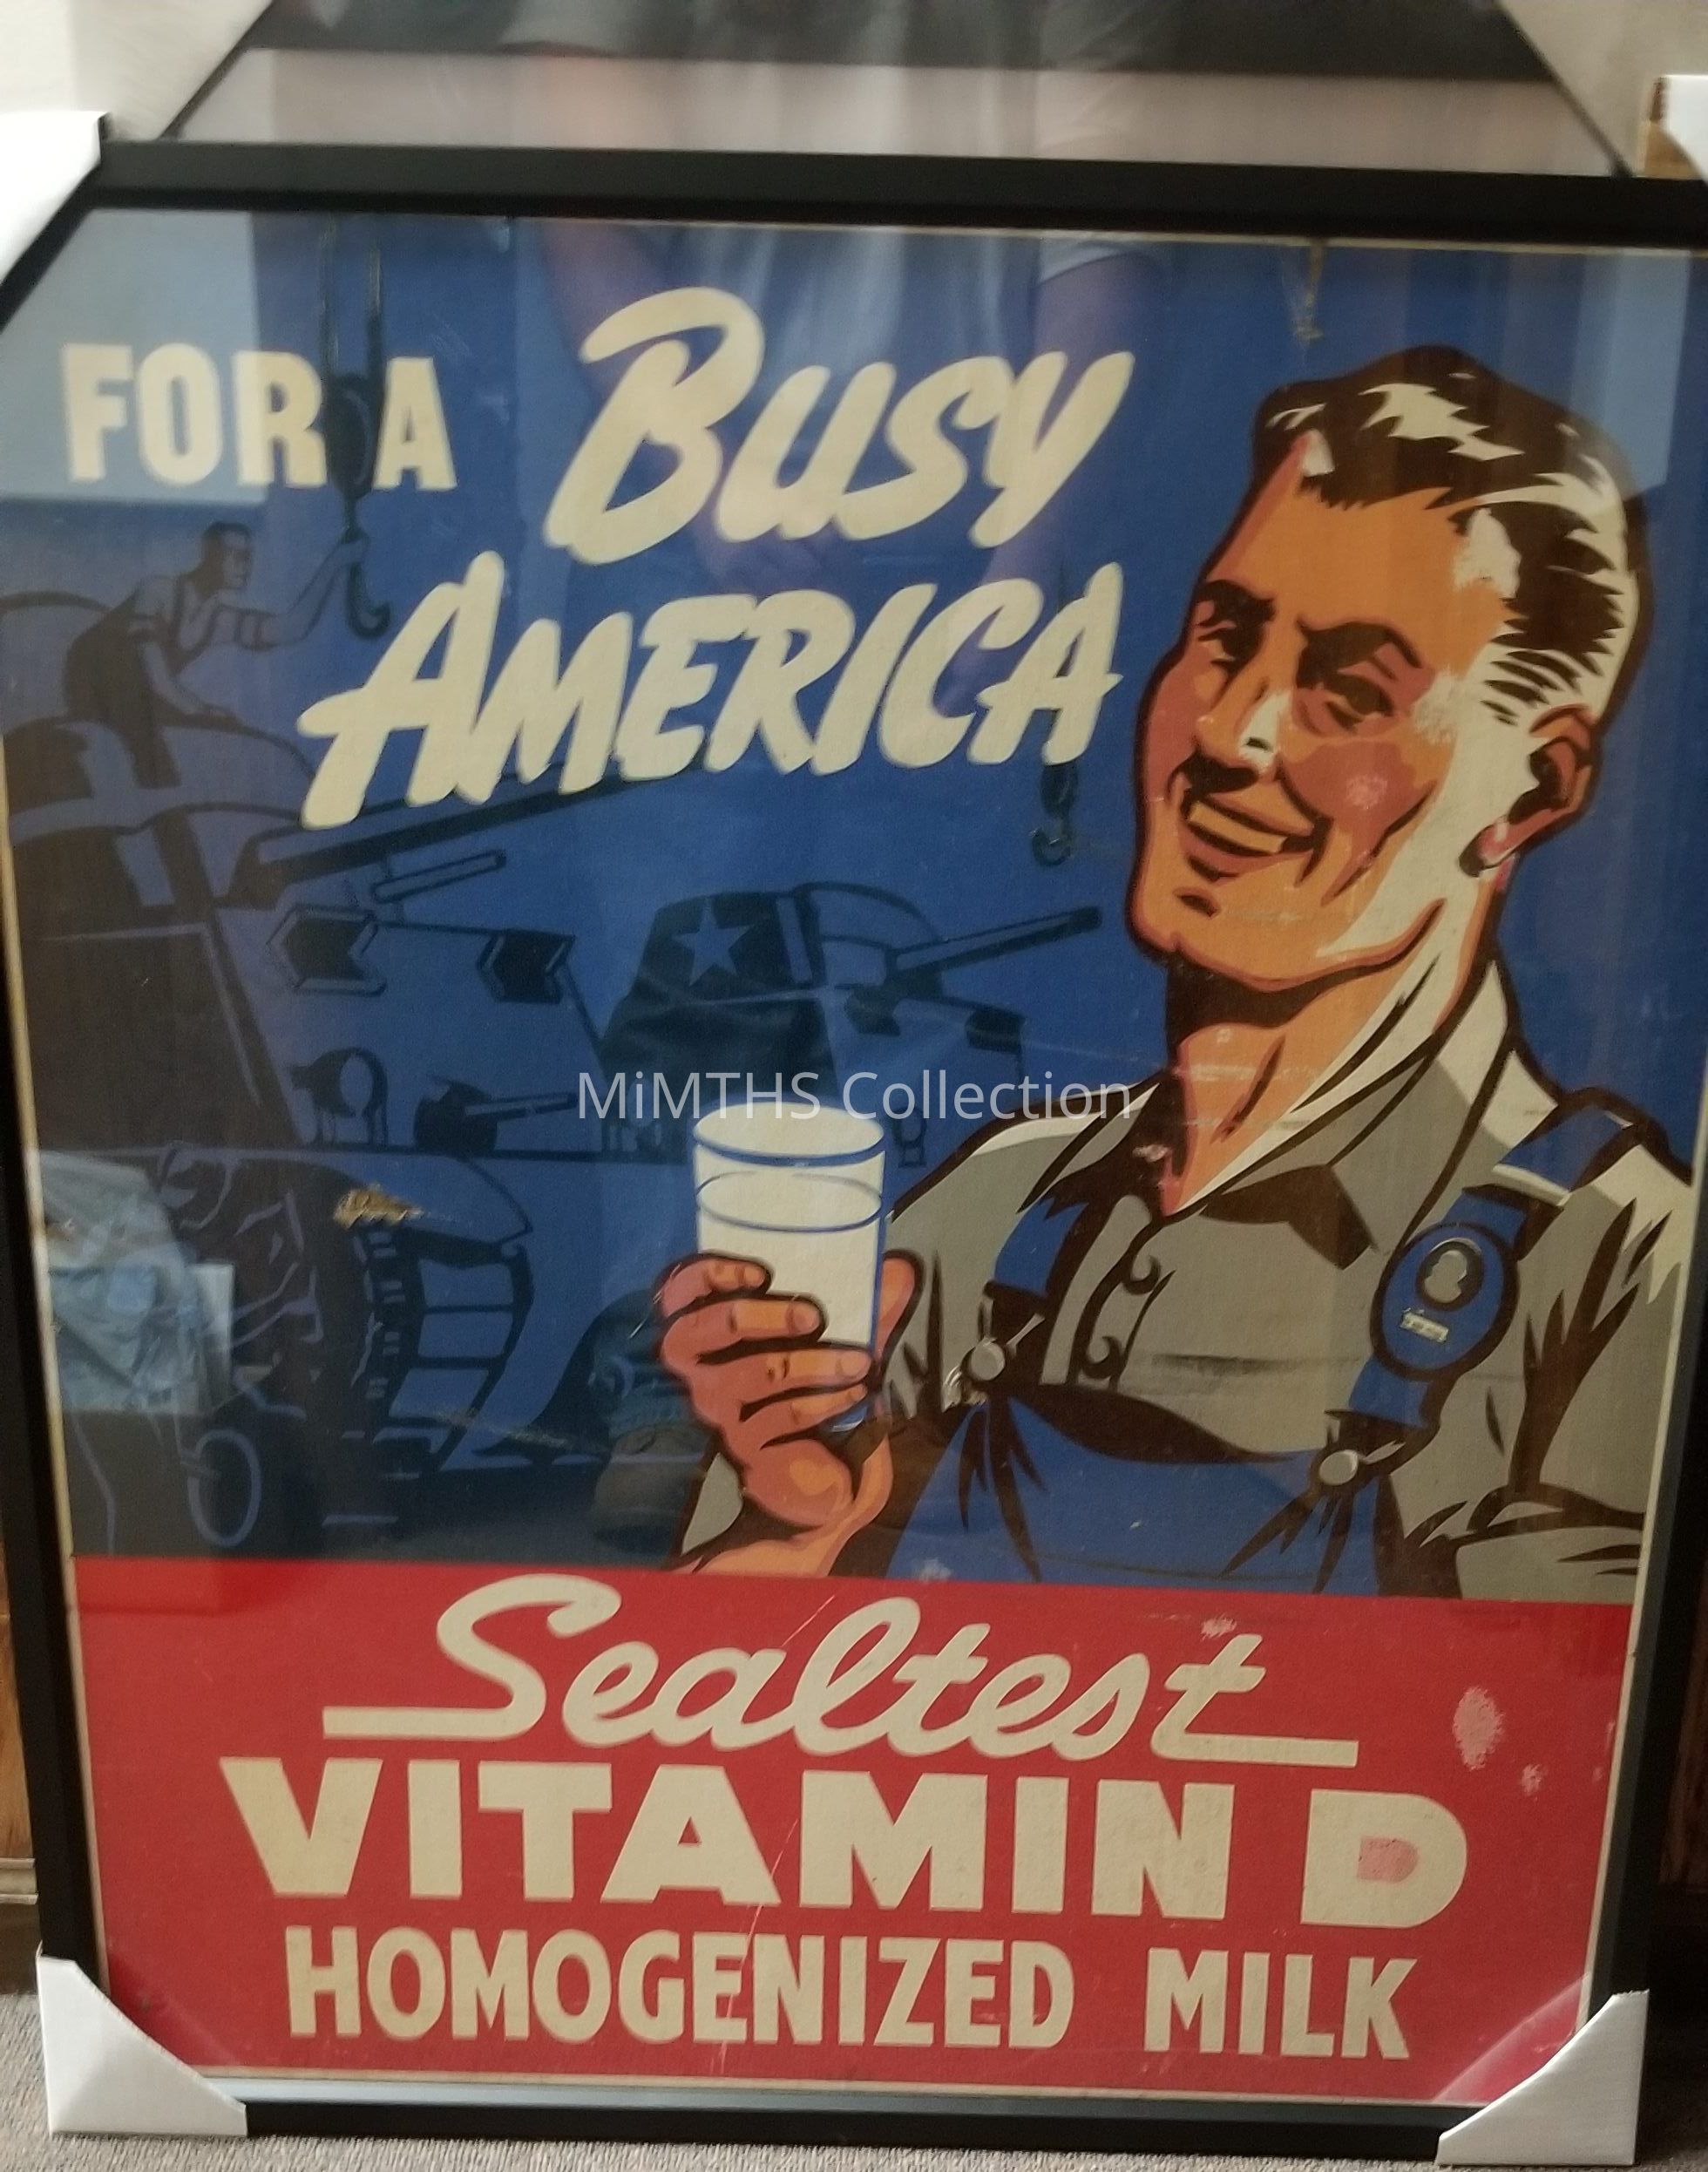 FOR A BUSY
AMERICA
MiMTHS Collection
Sealtest
VITAMIN D
HOMOGENIZED MILK